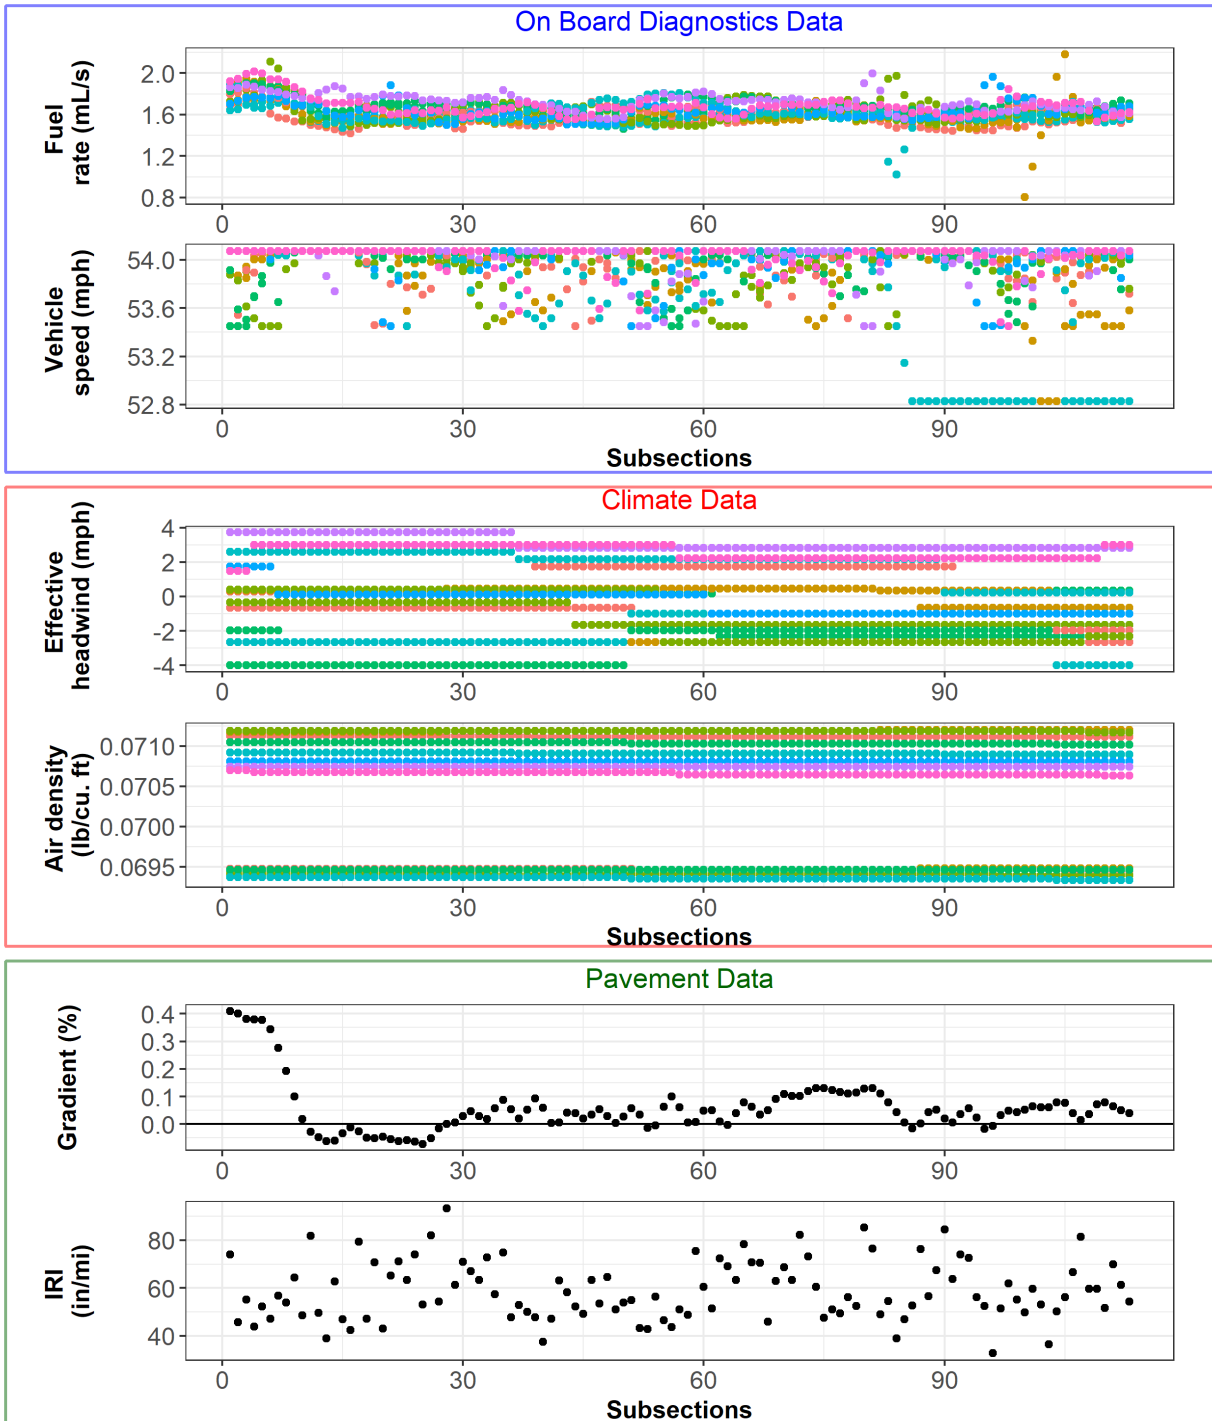 On Board Diagnostics Data
Fuel
rate (mL/s)
2.0
1.6
1.2
0.8
0 30 60 90
Vehicle
speed (mph)
54.0
53.6
53.2
52.8
0 30 60 90
Subsections
Climate Data
Effective
headwind (mph)
4
2
0
-2
-4
0 30 60 90
Air density
(lb/cu. ft)
0.0710
0.0705
0.0700
0.0695
0 30 60 90
Subsections
Pavement Data
Gradient (%)
0.4
0.3
0.2
0.1
0.0
0 30 60 90
IRI
(in/mi)
80
60
40
0 30 60 90
Subsections